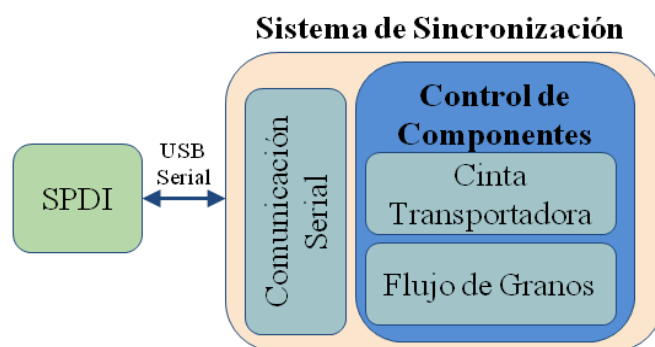 Sistema de Sincronización
SPDI
USB
Serial
Comunicación
Serial
Control de
Componentes
Cinta
Transportadora
Flujo de Granos